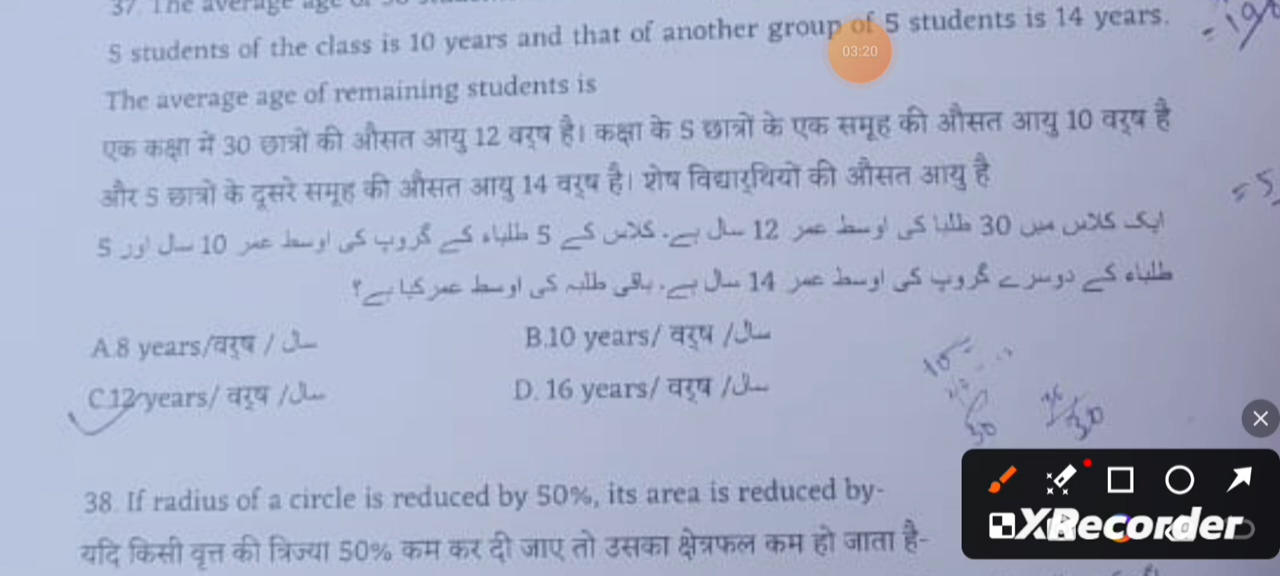 37. The average age of 30
5 students of the class is 10 years and that of another group of 5 students is 14 years.
03:20
The average age of remaining students is
एक कक्षा में 30 छात्रों की औसत आयु 12 वर्ष है। कक्षा के 5 छात्रों के एक समूह की औसत आयु 10 वर्ष है
और 5 छात्रों के दूसरे समूह की औसत आयु 14 वर्ष है। शेष विद्यार्थियों की औसत आयु है
ایک کلاس میں 30 طلبا کی اوسط عمر 12 سال ہے۔ کلاس کے 5 طلباء کے گروپ کی اوسط عمر 10 سال اور 5
طلباء کے دوسرے گروپ کی اوسط عمر 14 سال ہے۔ باقی طلبہ کی اوسط عمر کیا ہے؟
A.8 years/वर्ष / سال
B.10 years/ वर्ष /سال
C.12 years/ वर्ष /سال
D. 16 years/ वर्ष /سال
38. If radius of a circle is reduced by 50%, its area is reduced by-
यदि किसी वृत्त की त्रिज्या 50% कम कर दी जाए तो उसका क्षेत्रफल कम हो जाता है-
XRecorder